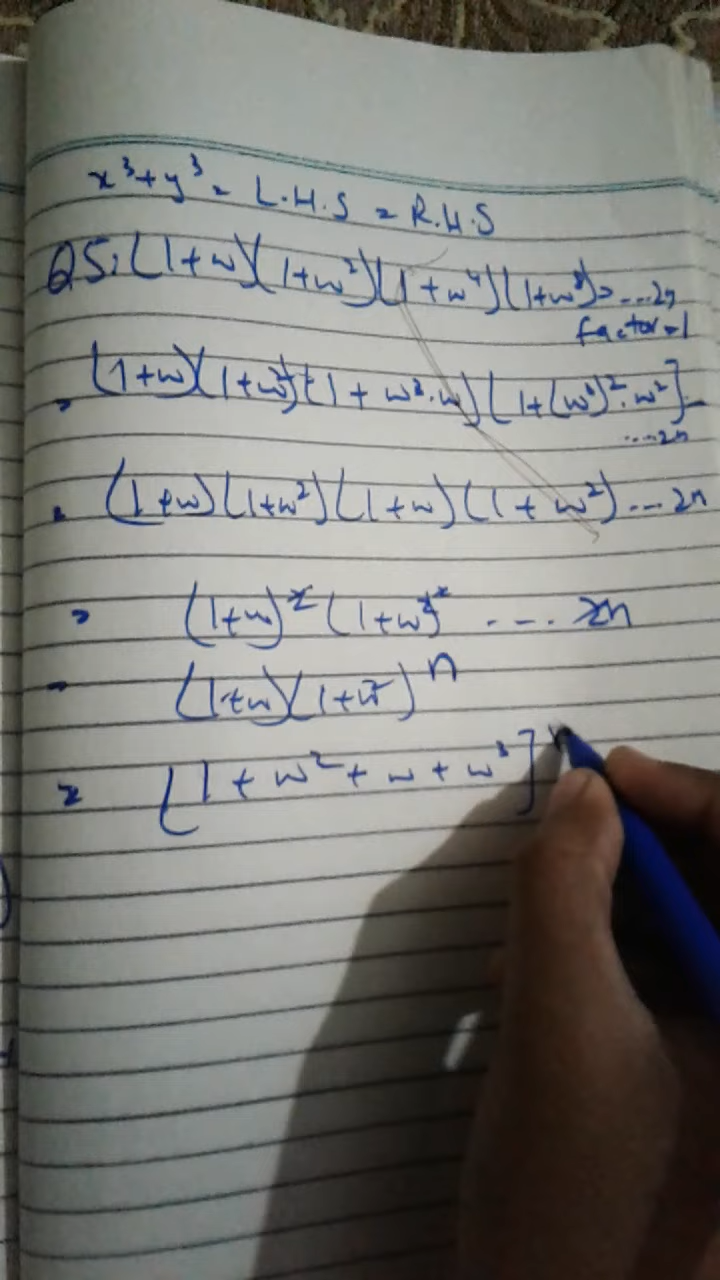 x³+y³ = L.H.S = R.H.S
Q5: (1+w)(1+w²)(1+w⁴)(1+w⁸)= ....2n
factor=1
= (1+w)(1+w²)(1+w³.w)[1+(w³)².w²]-
....2n
= (1+w)(1+w²)(1+w)(1+w²)....2n
= (1+w)² (1+w²)² .... 2n
= (1+w)(1+w²)ⁿ
= [1+w²+w+w³]